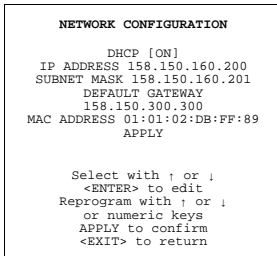 NETWORK CONFIGURATION
DHCP [ON]
IP ADDRESS 158.150.160.200
SUBNET MASK 158.150.160.201
DEFAULT GATEWAY
158.150.300.300
MAC ADDRESS 01:01:02:DB:FF:89
APPLY
Select with ↑ or ↓
<ENTER> to edit
Reprogram with ↑ or ↓
or numeric keys
APPLY to confirm
<EXIT> to return